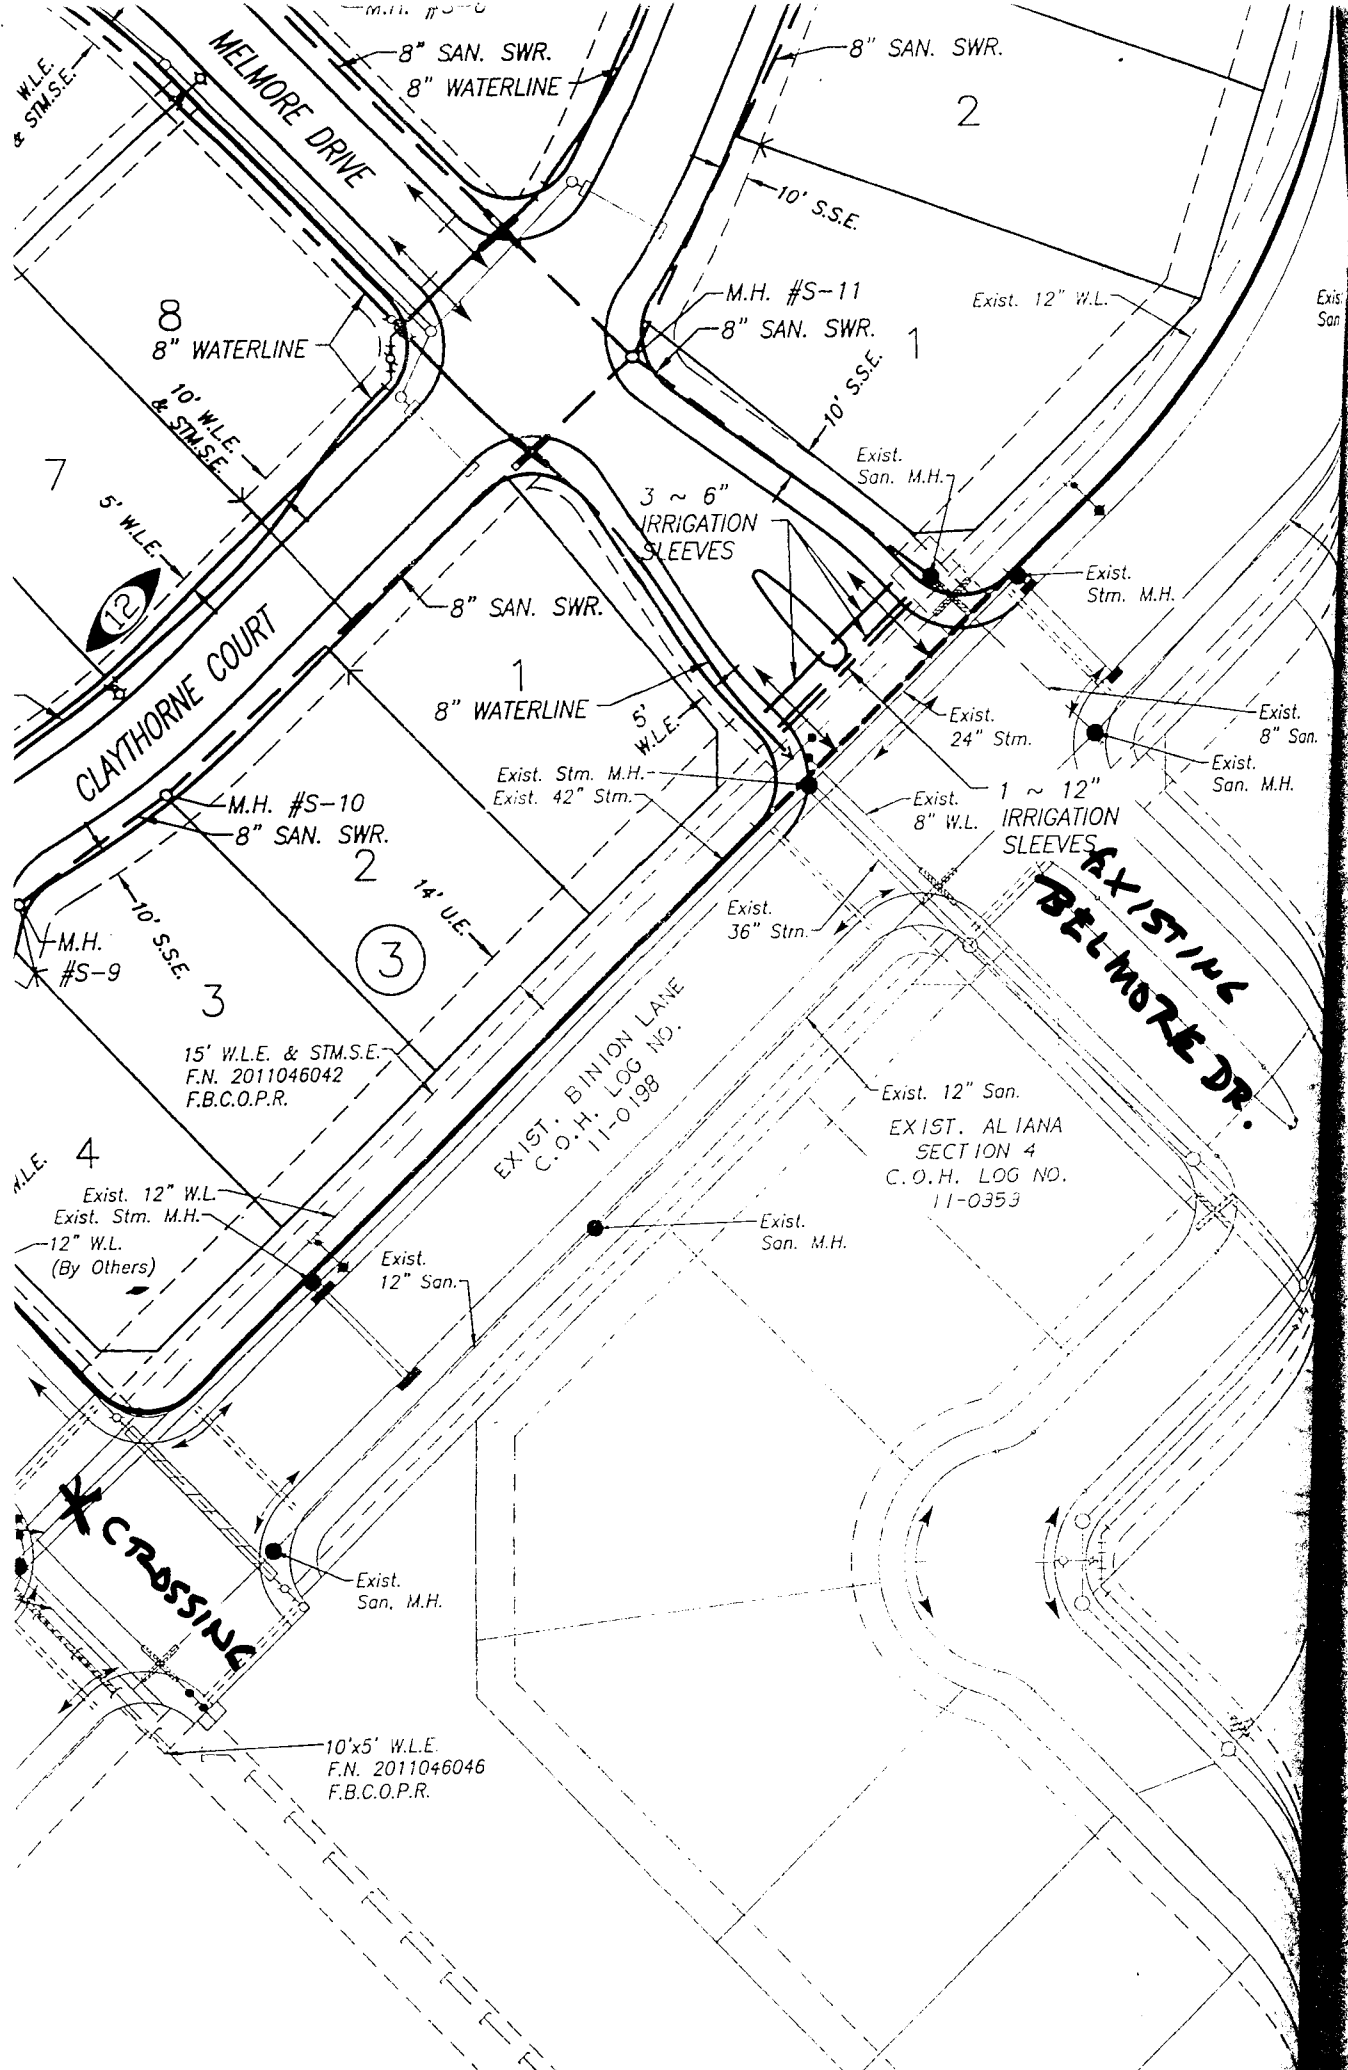 8" SAN. SWR.
8" WATERLINE
8" SAN. SWR.
2
W.L.E.
& STM.S.E.
MELMORE DRIVE
10' S.S.E.
M.H. #S-11
8" SAN. SWR.
1
Exist. 12" W.L.
Exist.
San
8
8" WATERLINE
10' W.L.E.
& STM.S.E.
10' S.S.E.
Exist.
San. M.H.
7
5' W.L.E.
3 ~ 6"
IRRIGATION
SLEEVES
Exist.
Stm. M.H.
12
8" SAN. SWR.
CLAYTHORNE COURT
1
8" WATERLINE
5'
W.L.E.
Exist.
24" Stm.
Exist.
8" San.
Exist.
San. M.H.
Exist. Stm. M.H.
Exist. 42" Stm.
Exist.
8" W.L.
1 ~ 12"
IRRIGATION
SLEEVES
M.H. #S-10
8" SAN. SWR.
2
14' U.E.
EXISTING
BELMORE DR.
Exist.
36" Stm.
M.H.
#S-9
10' S.S.E.
3
3
15' W.L.E. & STM.S.E.
F.N. 2011046042
F.B.C.O.P.R.
EXIST. BINION LANE
C.O.H. LOG NO.
11-0198
Exist. 12" San.
EXIST. ALIANA
SECTION 4
C.O.H. LOG NO.
11-0353
W.L.E.
4
Exist. 12" W.L.
Exist. Stm. M.H.
12" W.L.
(By Others)
Exist.
12" San.
Exist.
San. M.H.
CROSSING
Exist.
San. M.H.
10'x5' W.L.E.
F.N. 2011046046
F.B.C.O.P.R.